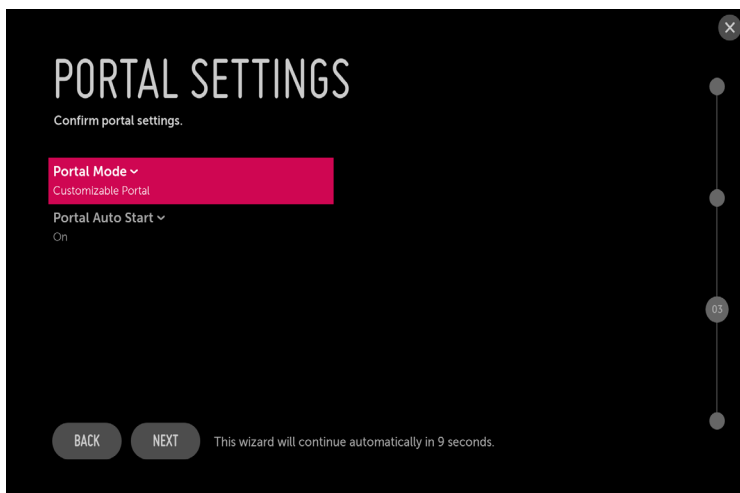 PORTAL SETTINGS
Confirm portal settings.
Portal Mode
Customizable Portal
Portal Auto Start
On
03
BACK NEXT This wizard will continue automatically in 9 seconds.